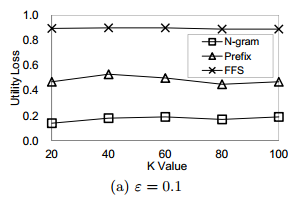 1.0
0.8
0.6
0.4
0.2
0.0
Utility Loss
N-gram
Prefix
FFS
20 40 60 80 100
K Value
(a) ε = 0.1